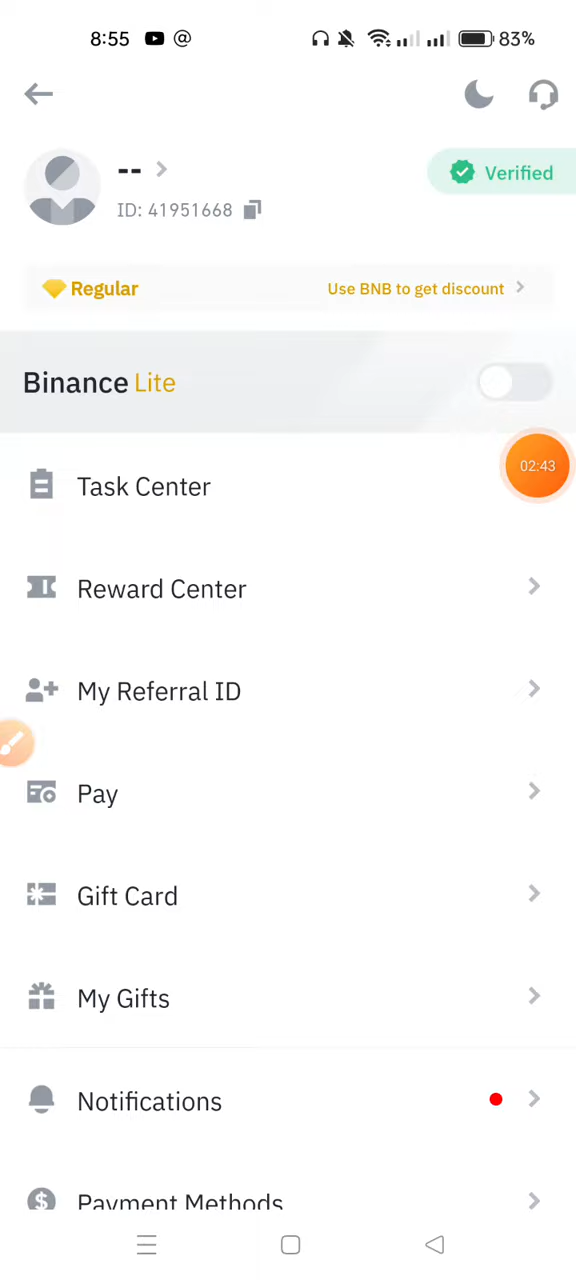 8:55 @ 83%
-- 
Verified
ID: 41951668
Regular Use BNB to get discount
Binance Lite
02:43
Task Center
Reward Center
My Referral ID
Pay
Gift Card
My Gifts
Notifications
Payment Methods